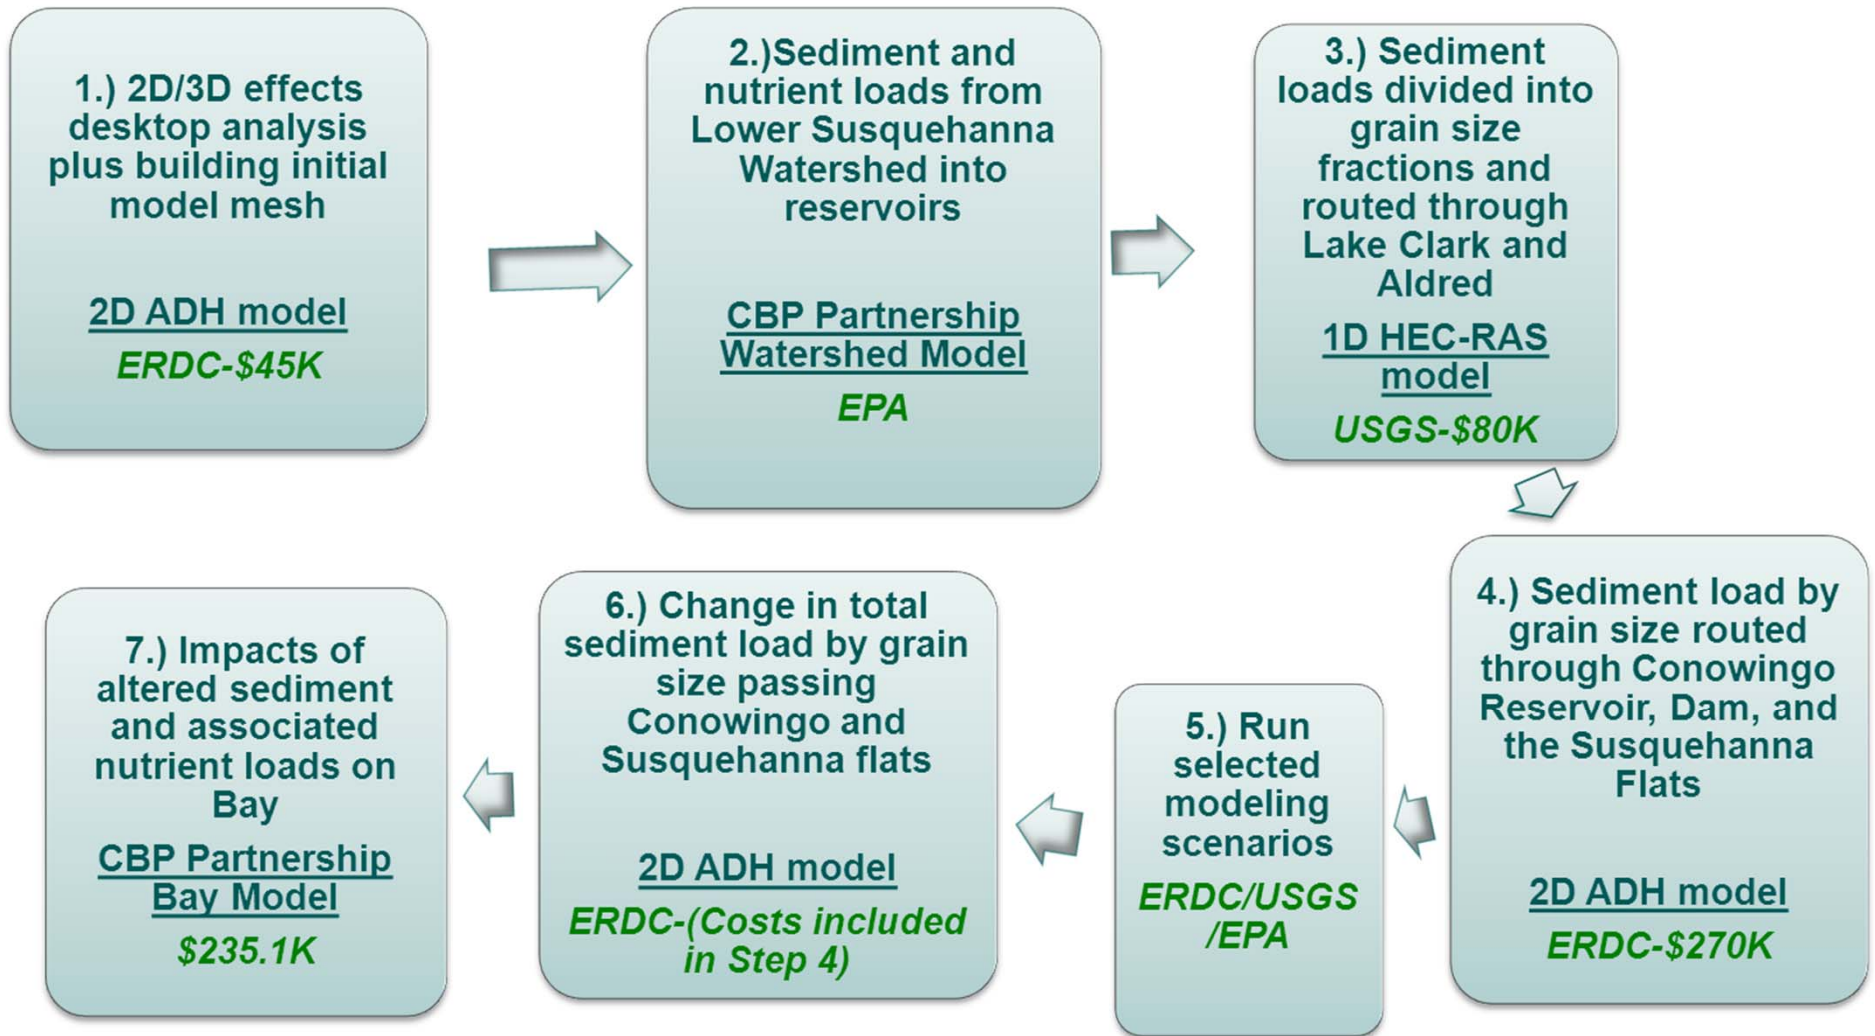 1.) 2D/3D effects
desktop analysis
plus building initial
model mesh
2D ADH model
ERDC-$45K
2.)Sediment and
nutrient loads from
Lower Susquehanna
Watershed into
reservoirs
CBP Partnership
Watershed Model
EPA
3.) Sediment
loads divided into
grain size
fractions and
routed through
Lake Clark and
Aldred
1D HEC-RAS
model
USGS-$80K
4.) Sediment load by
grain size routed
through Conowingo
Reservoir, Dam, and
the Susquehanna
Flats
2D ADH model
ERDC-$270K
5.) Run
selected
modeling
scenarios
ERDC/USGS
/EPA
6.) Change in total
sediment load by grain
size passing
Conowingo and
Susquehanna flats
2D ADH model
ERDC-(Costs included
in Step 4)
7.) Impacts of
altered sediment
and associated
nutrient loads on
Bay
CBP Partnership
Bay Model
$235.1K